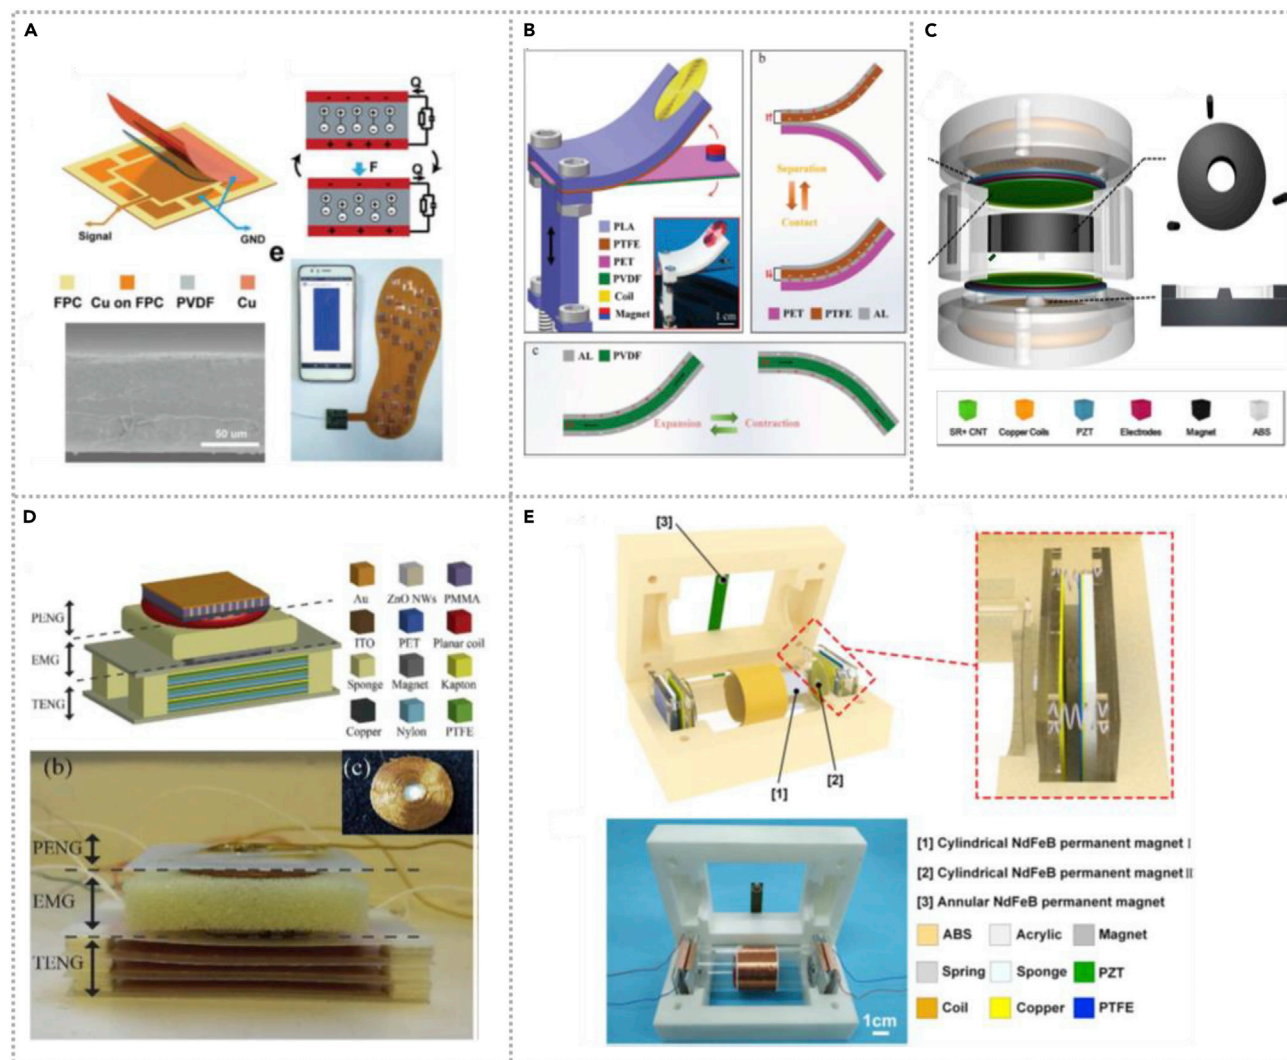 A
Q
F
Q
Signal
GND
e
FPC Cu on FPC PVDF Cu
50 um
B
PLA
PTFE
PET
PVDF
Coil
Magnet
1 cm
b
Separation
Contact
PET PTFE AL
c
AL PVDF
Expansion
Contraction
C
SR+ CNT Copper Coils PZT Electrodes Magnet ABS
D
PENG
EMG
TENG
Au ZnO NWs PMMA
ITO PET Planar coil
Sponge Magnet Kapton
Copper Nylon PTFE
(b)
(c)
PENG
EMG
TENG
E
[3]
[2]
[1]
1cm
[1] Cylindrical NdFeB permanent magnet I
[2] Cylindrical NdFeB permanent magnet II
[3] Annular NdFeB permanent magnet
ABS Acrylic Magnet
Spring Sponge PZT
Coil Copper PTFE